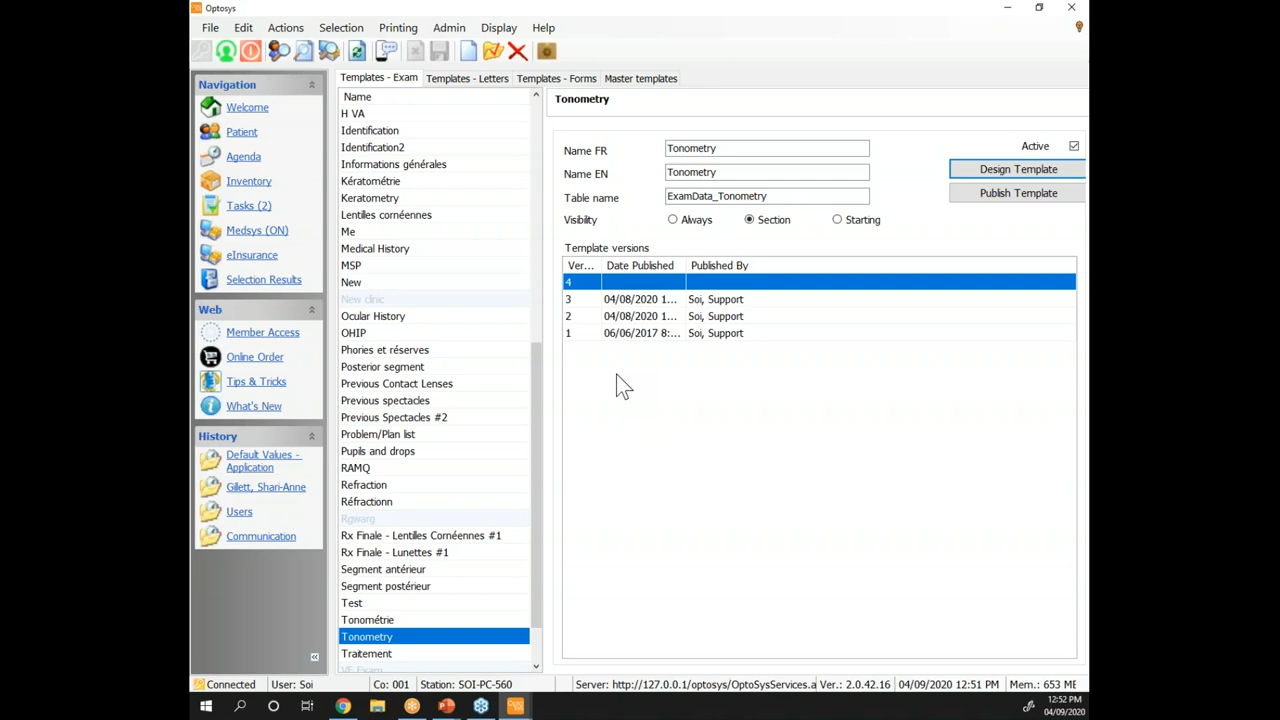 Optosys
File Edit Actions Selection Printing Admin Display Help
Navigation
Welcome
Patient
Agenda
Inventory
Tasks (2)
Medsys (ON)
eInsurance
Selection Results
Web
Member Access
Online Order
Tips & Tricks
What's New
History
Default Values -
Application
Gillett, Shari-Anne
Users
Communication
Templates - Exam Templates - Letters Templates - Forms Master templates
Name
H VA
Identification
Identification2
Informations générales
Kératométrie
Keratometry
Lentilles cornéennes
Me
Medical History
MSP
New
New clinic
Ocular History
OHIP
Phories et réserves
Posterior segment
Previous Contact Lenses
Previous spectacles
Previous Spectacles #2
Problem/Plan list
Pupils and drops
RAMQ
Refraction
Réfractionn
Rgwarg
Rx Finale - Lentilles Cornéennes #1
Rx Finale - Lunettes #1
Segment antérieur
Segment postérieur
Test
Tonométrie
Tonometry
Traitement
VF Exam
Tonometry
Name FR Tonometry Active
Name EN Tonometry Design Template
Table name ExamData_Tonometry Publish Template
Visibility Always Section Starting
Template versions
Ver... Date Published Published By
4
3 04/08/2020 1... Soi, Support
2 04/08/2020 1... Soi, Support
1 06/06/2017 8:... Soi, Support
Connected User: Soi Co: 001 Station: SOI-PC-560 Server: http://127.0.0.1/optosys/OptoSysServices.a Ver.: 2.0.42.16 04/09/2020 12:51 PM Mem.: 653 ME
12:52 PM
04/09/2020